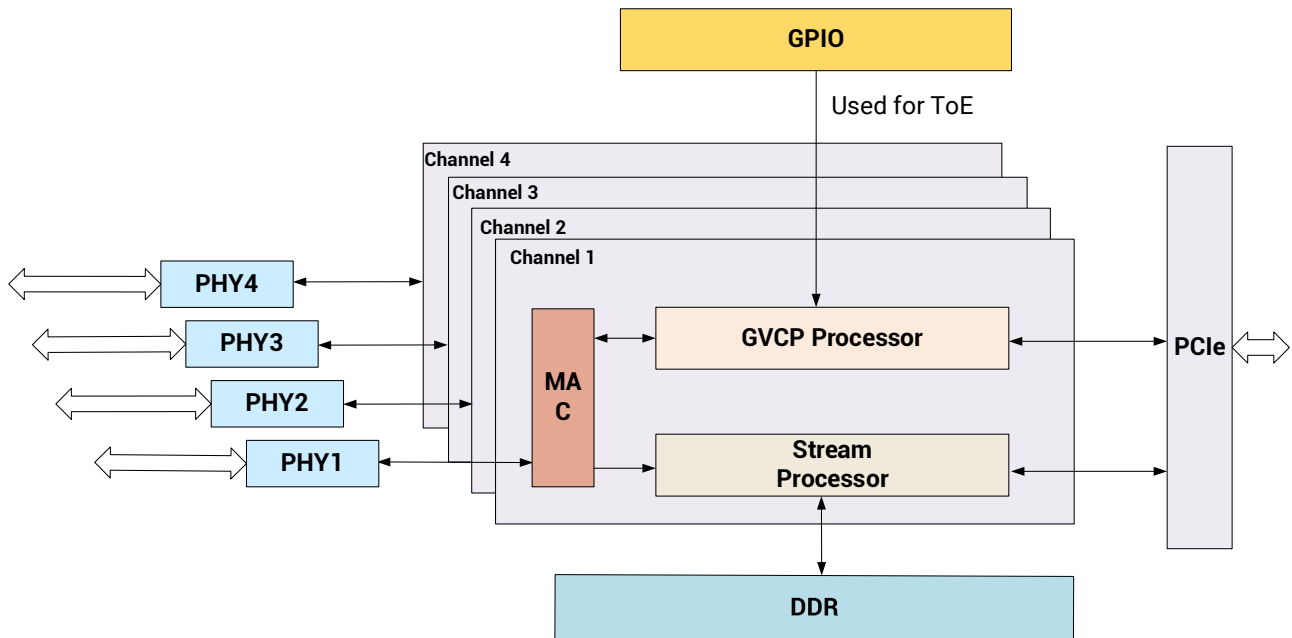 GPIO
Used for ToE
Channel 4
Channel 3
Channel 2
Channel 1
PHY4
PHY3
PHY2
PHY1
MA
C
GVCP Processor
Stream
Processor
PCIe
DDR